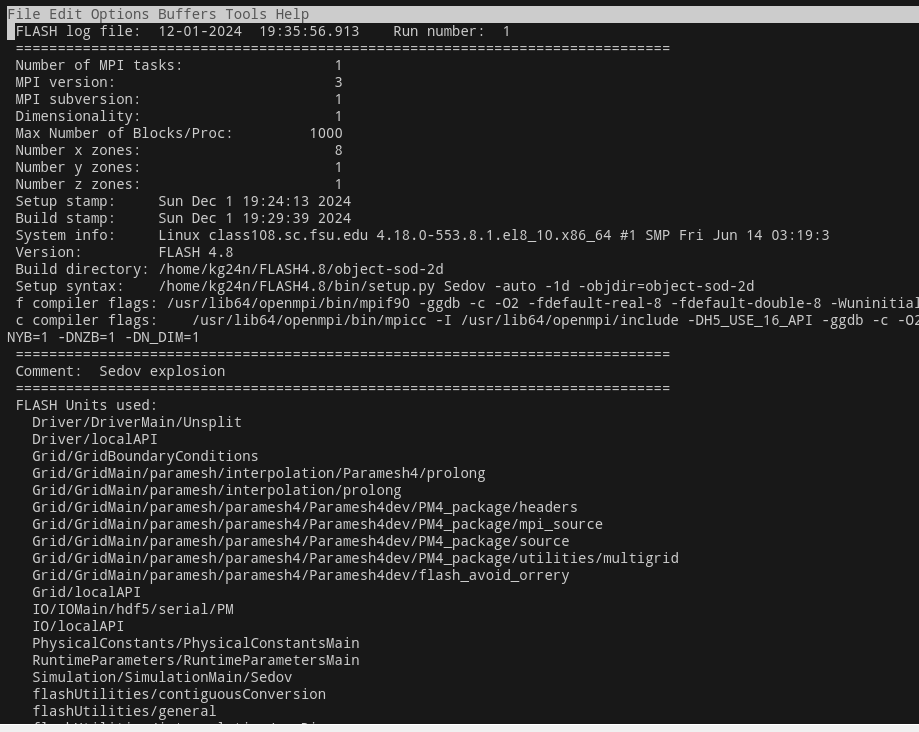 File Edit Options Buffers Tools Help
FLASH log file:  12-01-2024  19:35:56.913    Run number:  1
==============================================================================
Number of MPI tasks:                  1
MPI version:                          3
MPI subversion:                       1
Dimensionality:                       1
Max Number of Blocks/Proc:         1000
Number x zones:                       8
Number y zones:                       1
Number z zones:                       1
Setup stamp:     Sun Dec 1 19:24:13 2024
Build stamp:     Sun Dec 1 19:29:39 2024
System info:     Linux class108.sc.fsu.edu 4.18.0-553.8.1.el8_10.x86_64 #1 SMP Fri Jun 14 03:19:3
Version:         FLASH 4.8
Build directory: /home/kg24n/FLASH4.8/object-sod-2d
Setup syntax:    /home/kg24n/FLASH4.8/bin/setup.py Sedov -auto -1d -objdir=object-sod-2d
f compiler flags: /usr/lib64/openmpi/bin/mpif90 -ggdb -c -O2 -fdefault-real-8 -fdefault-double-8 -Wuninitial
c compiler flags:    /usr/lib64/openmpi/bin/mpicc -I /usr/lib64/openmpi/include -DH5_USE_16_API -ggdb -c -O2
NYB=1 -DNZB=1 -DN_DIM=1
==============================================================================
Comment:  Sedov explosion
==============================================================================
FLASH Units used:
  Driver/DriverMain/Unsplit
  Driver/localAPI
  Grid/GridBoundaryConditions
  Grid/GridMain/paramesh/interpolation/Paramesh4/prolong
  Grid/GridMain/paramesh/interpolation/prolong
  Grid/GridMain/paramesh/paramesh4/Paramesh4dev/PM4_package/headers
  Grid/GridMain/paramesh/paramesh4/Paramesh4dev/PM4_package/mpi_source
  Grid/GridMain/paramesh/paramesh4/Paramesh4dev/PM4_package/source
  Grid/GridMain/paramesh/paramesh4/Paramesh4dev/PM4_package/utilities/multigrid
  Grid/GridMain/paramesh/paramesh4/Paramesh4dev/flash_avoid_orrery
  Grid/localAPI
  IO/IOMain/hdf5/serial/PM
  IO/localAPI
  PhysicalConstants/PhysicalConstantsMain
  RuntimeParameters/RuntimeParametersMain
  Simulation/SimulationMain/Sedov
  flashUtilities/contiguousConversion
  flashUtilities/general